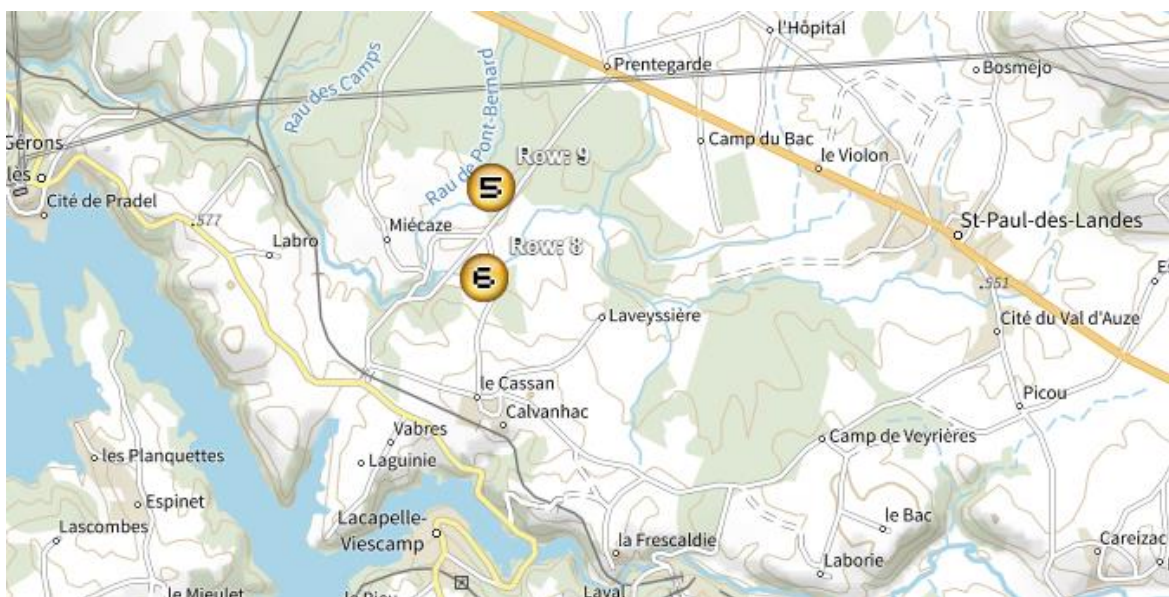 l'Hôpital
Prentegarde
Bosmejo
Rau des Camps
Rau de Pont-Bernard
Gérons
lès
Camp du Bac
le Violon
Row: 9
5
Cité de Pradel
577
Miécaze
Labro
Row: 8
6
St-Paul-des-Landes
551
Laveyssière
Cité du Val d'Auze
le Cassan
Calvanhac
Picou
Vabres
Camp de Veyrières
les Planquettes
Laguinie
Espinet
Lacapelle-
Viescamp
le Bac
Lascombes
la Frescaldie
Laborie
Careizac
le Mieulet
Laval